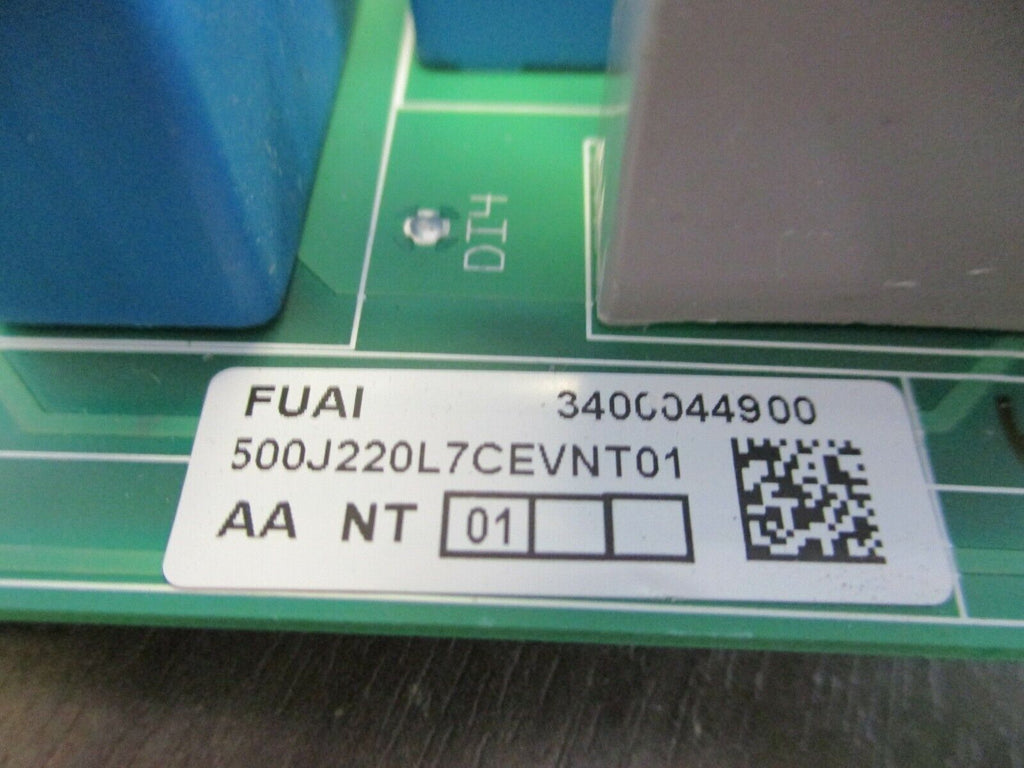 DI4
FUAI 3400044900
500J220L7CEVNT01
AA NT 01